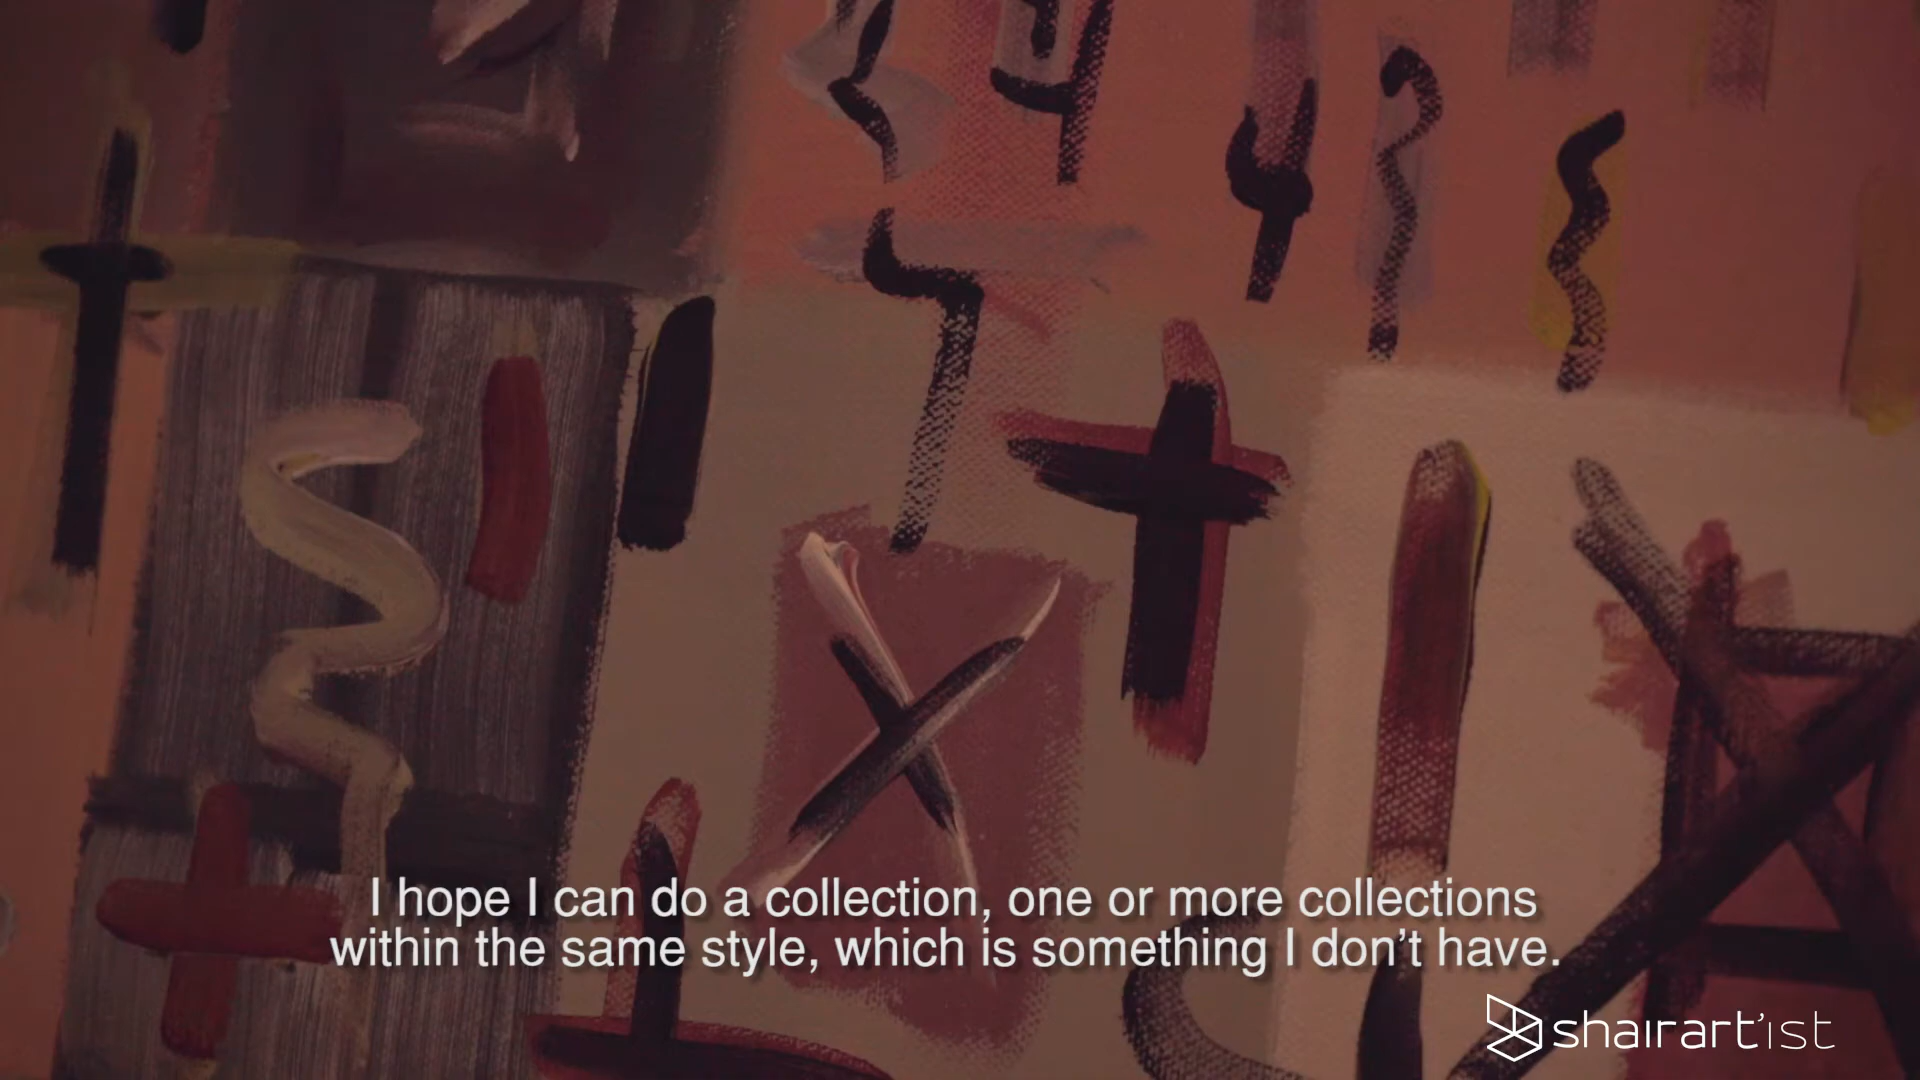 I hope I can do a collection, one or more collections
within the same style, which is something I don't have.
shairart'ist